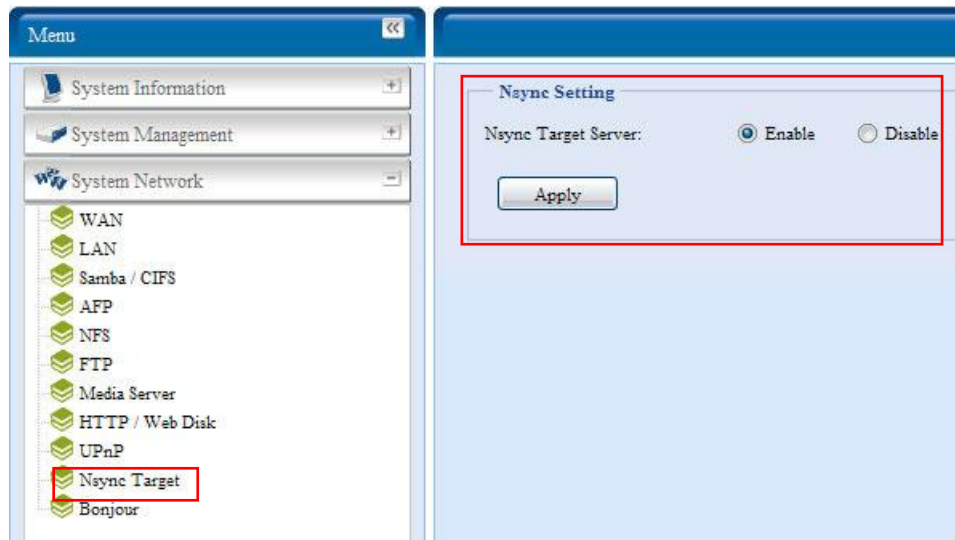 Menu
System Information
System Management
System Network
WAN
LAN
Samba / CIFS
AFP
NFS
FTP
Media Server
HTTP / Web Disk
UPnP
Nsync Target
Bonjour
Nsync Setting
Nsync Target Server: Enable Disable
Apply